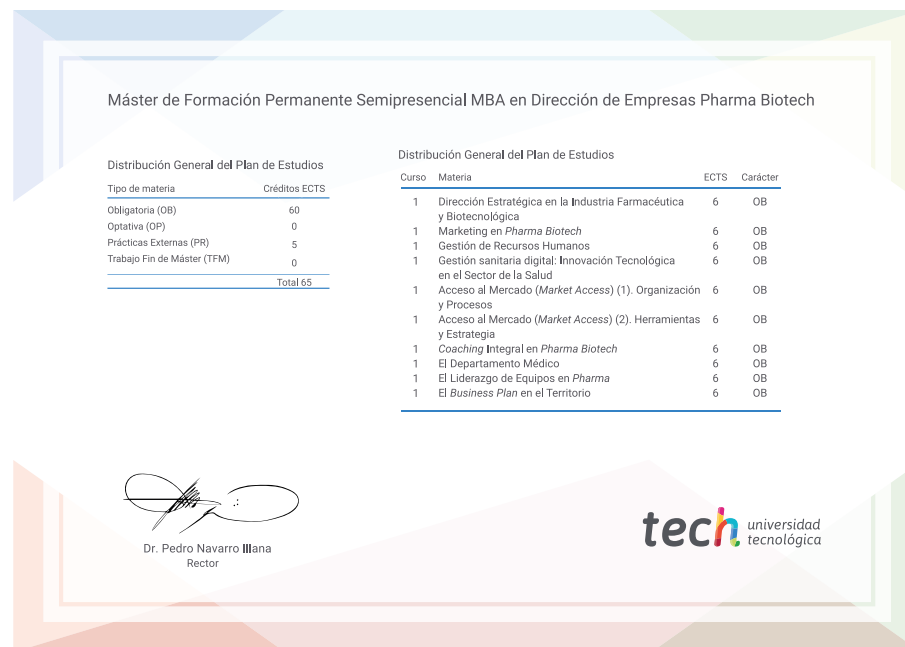 Máster de Formación Permanente Semipresencial MBA en Dirección de Empresas Pharma Biotech
Distribución General del Plan de Estudios
Tipo de materia Créditos ECTS
Obligatoria (OB) 60
Optativa (OP) 0
Prácticas Externas (PR) 5
Trabajo Fin de Máster (TFM) 0
Total 65
Distribución General del Plan de Estudios
Curso Materia ECTS Carácter
1 Dirección Estratégica en la Industria Farmacéutica 6 OB
y Biotecnológica
1 Marketing en Pharma Biotech 6 OB
1 Gestión de Recursos Humanos 6 OB
1 Gestión sanitaria digital: Innovación Tecnológica 6 OB
en el Sector de la Salud
1 Acceso al Mercado (Market Access) (1). Organización 6 OB
y Procesos
1 Acceso al Mercado (Market Access) (2). Herramientas 6 OB
y Estrategia
1 Coaching Integral en Pharma Biotech 6 OB
1 El Departamento Médico 6 OB
1 El Liderazgo de Equipos en Pharma 6 OB
1 El Business Plan en el Territorio 6 OB
Dr. Pedro Navarro Illana
Rector
tech universidad
tecnológica